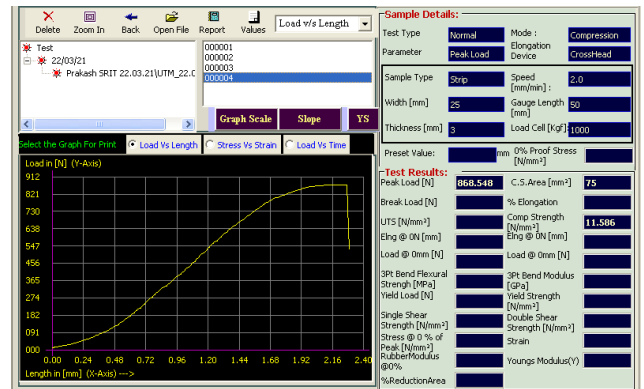 Delete Zoom In Back Open File Report Values Load v/s Length
Test
22/03/21
Prakash SRIT 22.03.21\UTM_22.0
000001
000002
000003
000004
Graph Scale Slope YS
Select the Graph For Print Load Vs Length Stress Vs Strain Load Vs Time
Load in [N] (Y-Axis)
912
821
730
638
547
456
365
274
182
091
000
0.00 0.24 0.48 0.72 0.96 1.20 1.44 1.68 1.92 2.16 2.40
Length in [mm] (X-Axis) --->
Sample Details:
Test Type Normal Mode : Compression
Parameter Peak Load Elongation Device CrossHead
Sample Type Strip Speed [mm/min] : 2.0
Width [mm] 25 Gauge Length [mm] 50
Thickness [mm] 3 Load Cell [Kgf]: 1000
Preset Value: mm 0% Proof Stress [N/mm²]
Test Results:
Peak Load [N] 868.548 C.S.Area [mm²] 75
Break Load [N] % Elongation
UTS [N/mm²] Comp Strength [N/mm²] 11.586
Elng @ 0N [mm] Elng @ 0N [mm]
Load @ 0mm [N] Load @ 0mm [N]
3Pt Bend Flexural Strengh [MPa] 3Pt Bend Modulus [GPa]
Yield Load [N] Yield Strength [N/mm²]
Single Shear Strength [N/mm²] Double Shear Strength [N/mm²]
Stress @ 0 % of Peak [N/mm²] Strain
RubberModulus @0% Youngs Modulus(Y)
%ReductionArea